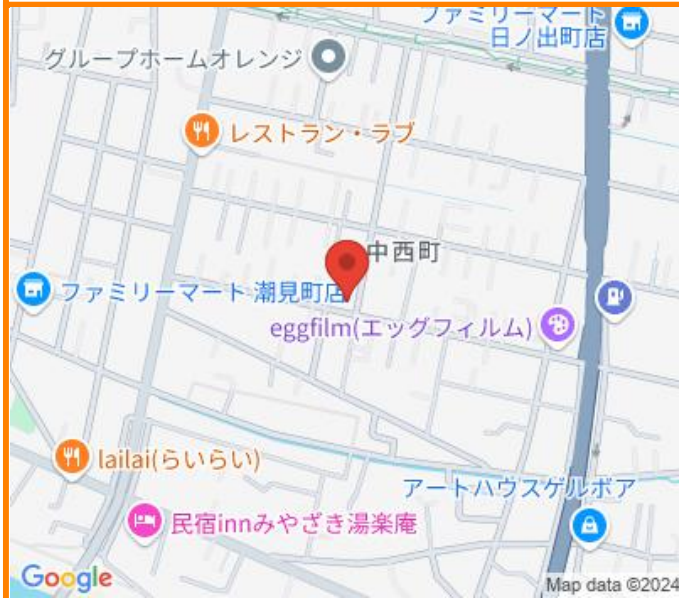 ファミリーマート
日ノ出町店
グループホームオレンジ
レストラン・ラブ
中西町
ファミリーマート 潮見町店
eggfilm(エッグフィルム)
lailai(らいらい)
アートハウスゲルボア
民宿innみやざき湯楽庵
Google
Map data ©2024